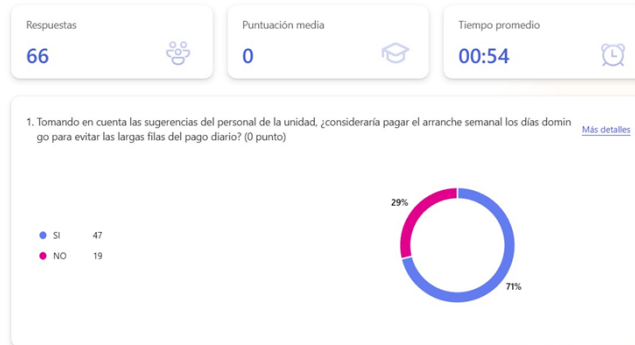 Respuestas
66
Puntuación media
0
Tiempo promedio
00:54
1. Tomando en cuenta las sugerencias del personal de la unidad, ¿consideraría pagar el arranche semanal los días domin
go para evitar las largas filas del pago diario? (0 punto)
Más detalles
SI 47
NO 19
29%
71%